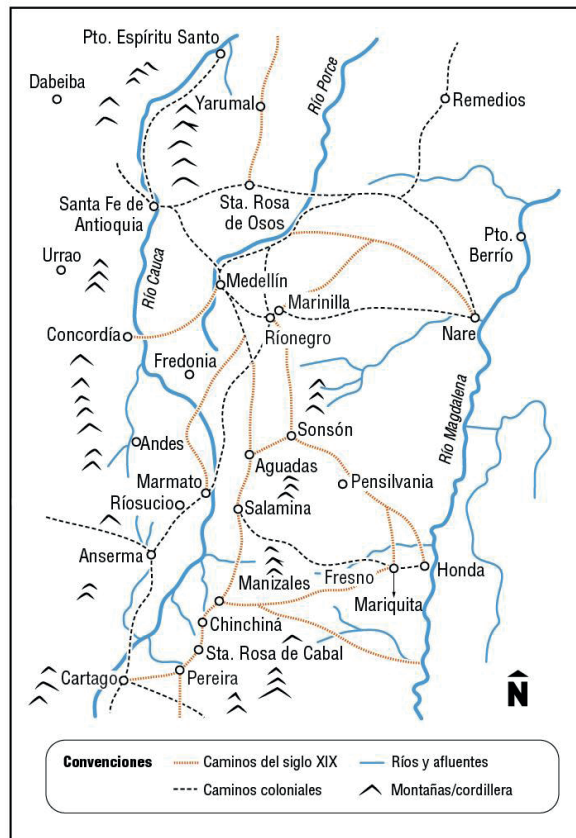 Pto. Espíritu Santo
Dabeiba
Yarumal
Río Porce
Remedios
Santa Fe de
Antioquia
Sta. Rosa
de Osos
Pto.
Berrío
Urrao
Río Cauca
Medellín
Marinilla
Ríonegro
Nare
Concordía
Fredonia
Río Magdalena
Sonsón
Andes
Aguadas
Pensilvania
Marmato
Ríosucio
Salamina
Anserma
Fresno
Honda
Manizales
Mariquita
Chinchiná
Sta. Rosa de Cabal
Cartago
Pereira
N
Convenciones
Caminos del siglo XIX
Ríos y afluentes
Caminos coloniales
Montañas/cordillera